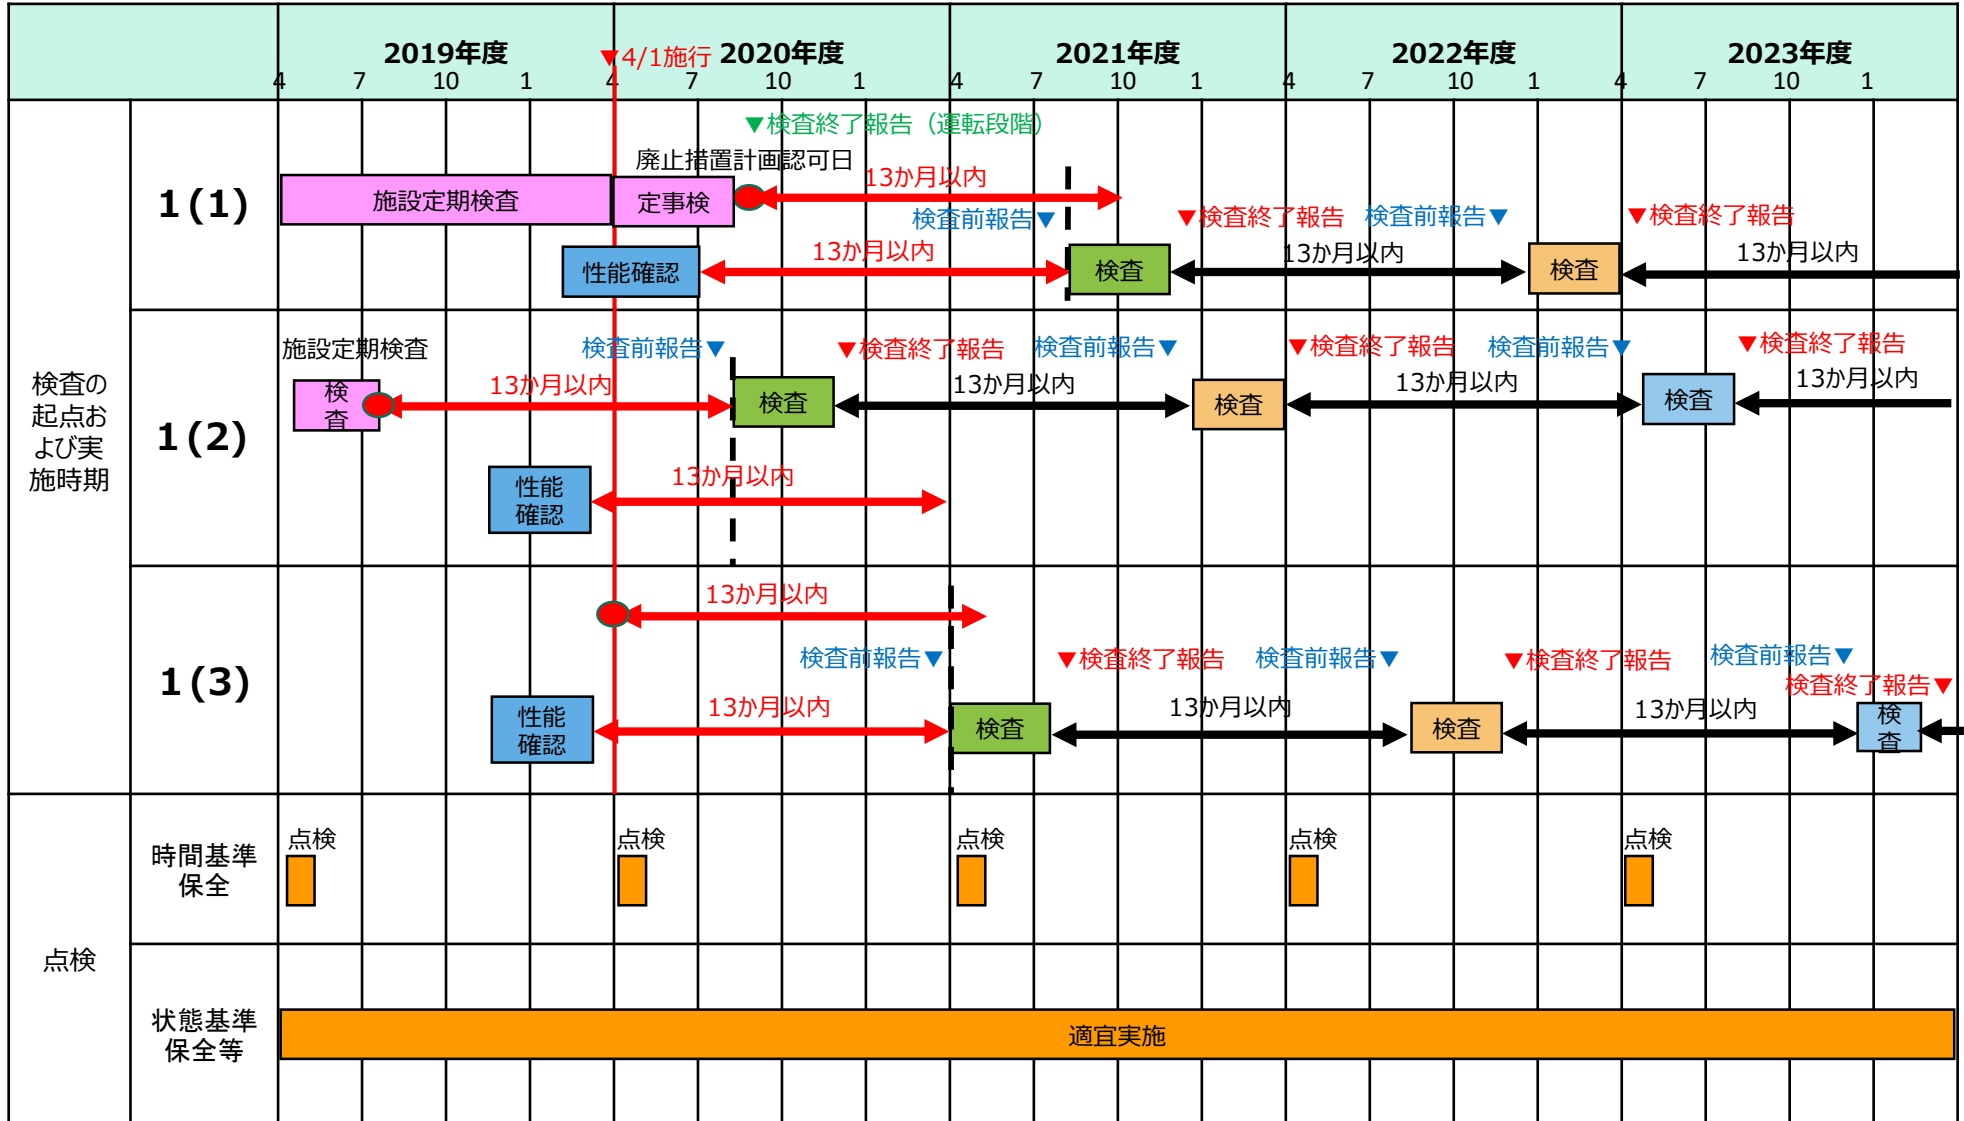 2019年度
▼4/1施行
2020年度
2021年度
2022年度
2023年度
4 7 10 1 4 7 10 1 4 7 10 1 4 7 10 1 4 7 10 1
検査の
起点お
よび実
施時期
1(1)
▼検査終了報告（運転段階）
廃止措置計画認可日
施設定期検査
定事検
13か月以内
検査前報告▼
▼検査終了報告
検査前報告▼
▼検査終了報告
性能確認
13か月以内
検査
13か月以内
検査
13か月以内
1(2)
施設定期検査
検査前報告▼
▼検査終了報告
検査前報告▼
▼検査終了報告
検査前報告▼
▼検査終了報告
検
査
13か月以内
検査
13か月以内
検査
13か月以内
検査
13か月以内
性能
確認
13か月以内
1(3)
13か月以内
検査前報告▼
▼検査終了報告
検査前報告▼
▼検査終了報告
検査前報告▼
検査終了報告▼
性能
確認
13か月以内
検査
13か月以内
検査
13か月以内
検
査
点検
時間基準
保全
点検
点検
点検
点検
点検
状態基準
保全等
適宜実施